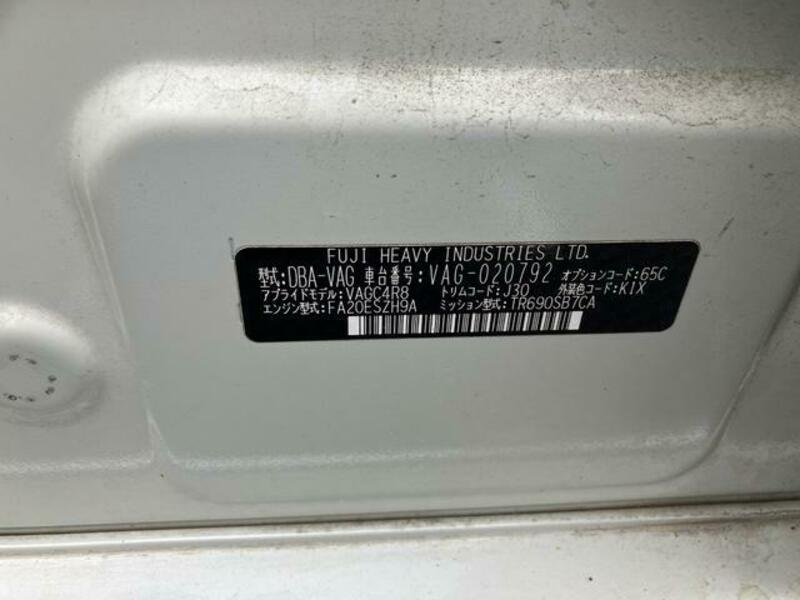 FUJI HEAVY INDUSTRIES LTD.
型式:DBA-VAG 車台番号:VAG-020792 オプションコード:65C
アプライドモデル:VAGC4R8 トリムコード:J30 外装色コード:K1X
エンジン型式:FA20ESZH9A ミッション型式:TR690SB7CA